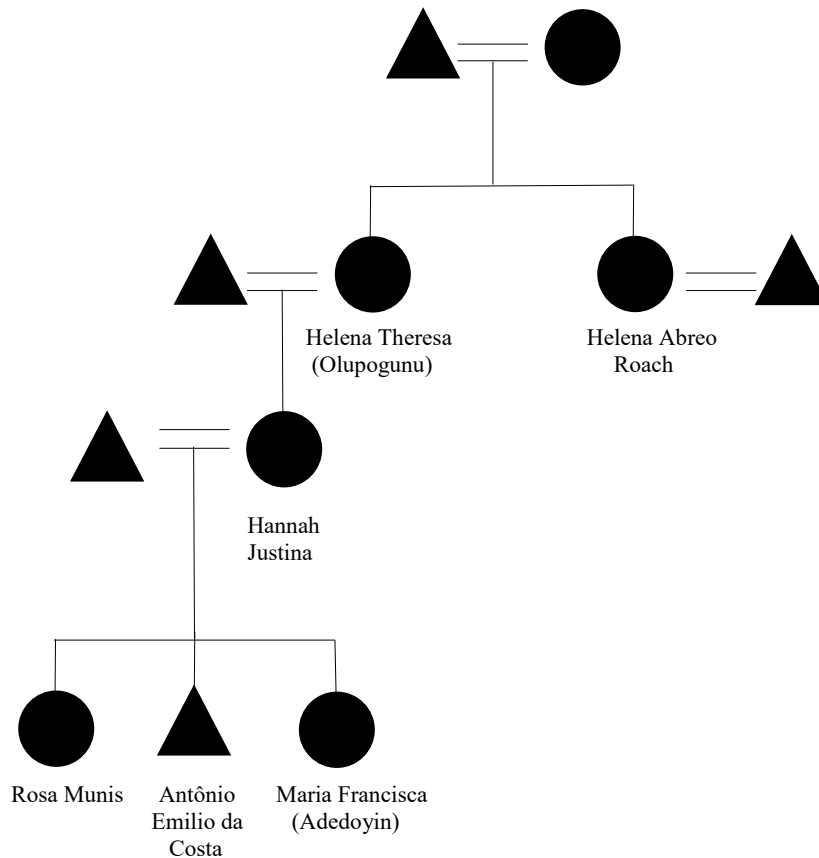 Helena Theresa
(Olupogunu)
Helena Abreo
Roach
Hannah
Justina
Rosa Munis
Antônio
Emilio da
Costa
Maria Francisca
(Adedoyin)